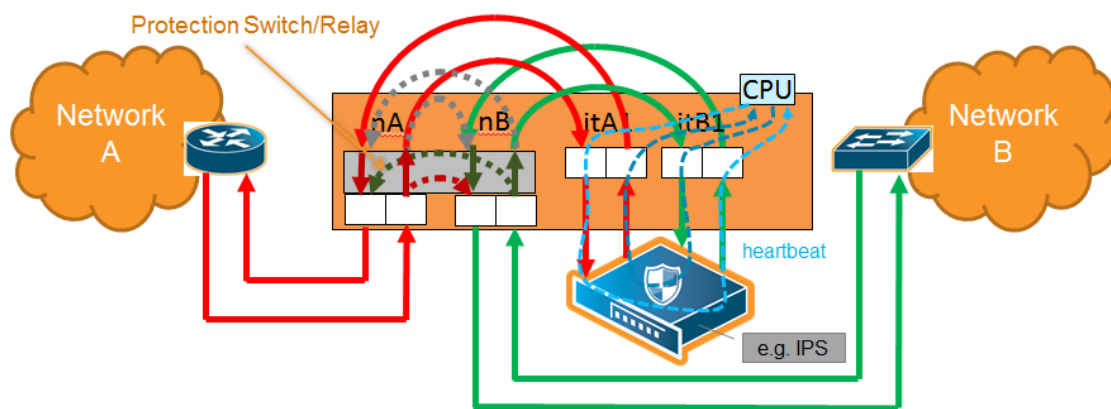 Protection Switch/Relay
Network
A
nA
nB
itA1
itB1
CPU
Network
B
heartbeat
e.g. IPS